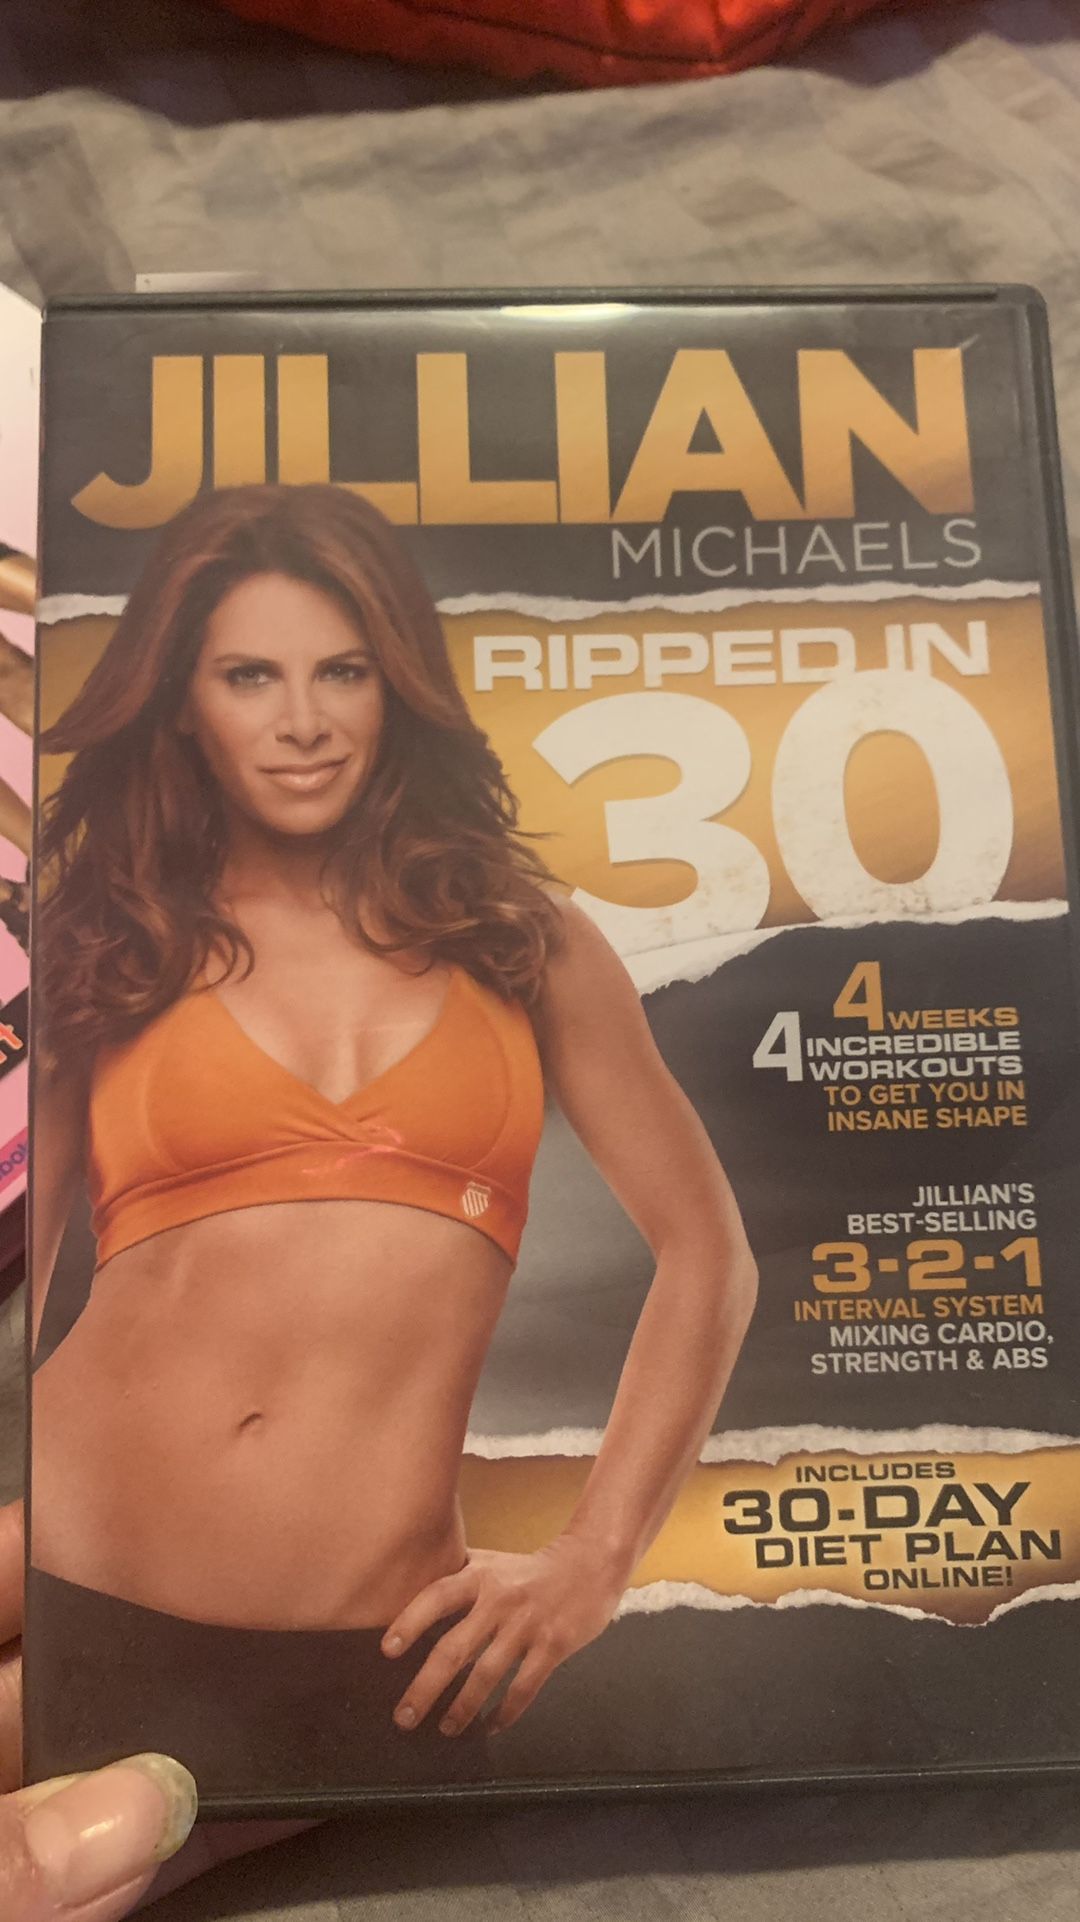 JILLIAN
MICHAELS
RIPPED IN
30
4 WEEKS
4 INCREDIBLE
WORKOUTS
TO GET YOU IN
INSANE SHAPE
JILLIAN'S
BEST-SELLING
3-2-1
INTERVAL SYSTEM
MIXING CARDIO,
STRENGTH & ABS
INCLUDES
30-DAY
DIET PLAN
ONLINE!